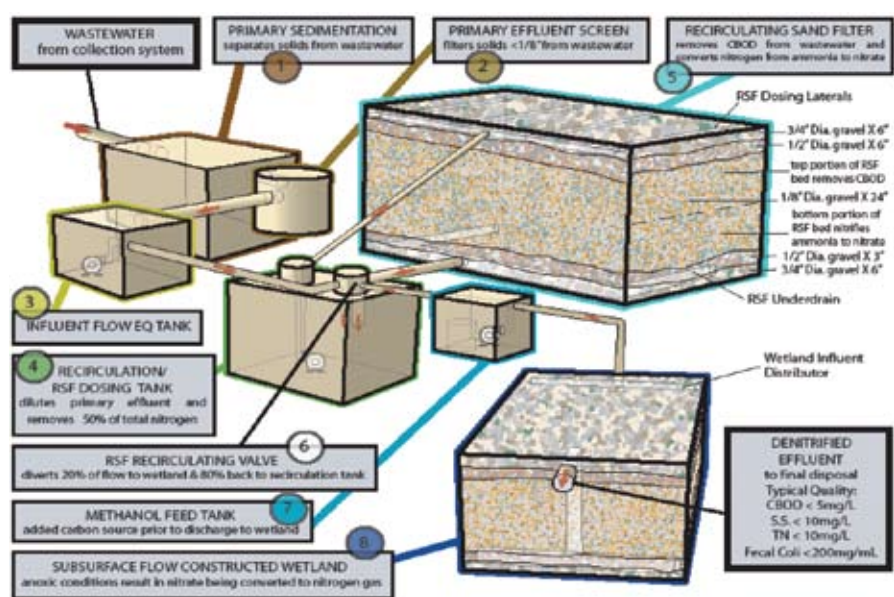 WASTEWATER
from collection system
PRIMARY SEDIMENTATION
separates solids from wastewater
1
PRIMARY EFFLUENT SCREEN
filters solids <1/8" from wastewater
2
RECIRCULATING SAND FILTER
removes CBOD from wastewater and
converts nitrogen from ammonia to nitrate
5
RSF Dosing Laterals
3/4" Dia. gravel X 6"
1/2" Dia. gravel X 6"
top portion of RSF
bed removes CBOD
1/8" Dia. gravel X 24"
bottom portion of
RSF bed nitrifies
ammonia to nitrate
1/2" Dia. gravel X 3"
3/4" Dia. gravel X 6"
RSF Underdrain
3
INFLUENT FLOW EQ TANK
4
RECIRCULATION/
RSF DOSING TANK
dilutes primary effluent and
removes 50% of total nitrogen
6
RSF RECIRCULATING VALVE
diverts 20% of flow to wetland & 80% back to recirculation tank
7
METHANOL FEED TANK
added carbon source prior to discharge to wetland
8
SUBSURFACE FLOW CONSTRUCTED WETLAND
anoxic conditions result in nitrate being converted to nitrogen gas
Wetland Influent
Distributor
DENITRIFIED
EFFLUENT
to final disposal
Typical Quality:
CBOD < 5mg/L
S.S. < 10mg/L
TN < 10mg/L
Fecal Coli <200mg/mL